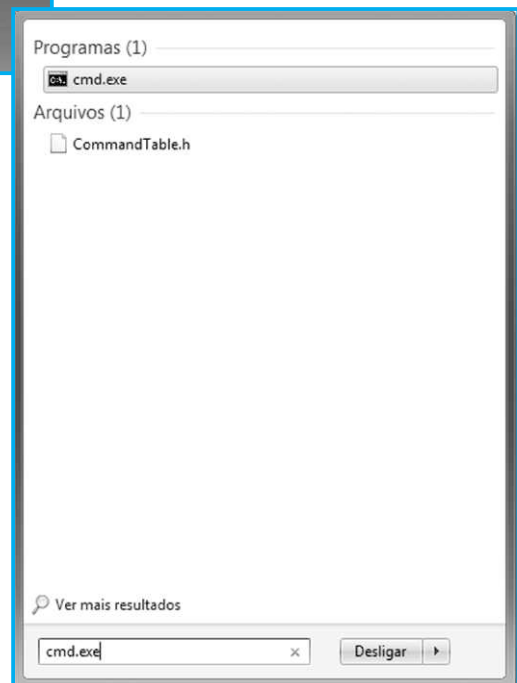 Programas (1)
cmd.exe
Arquivos (1)
CommandTable.h
Ver mais resultados
cmd.exe
Desligar